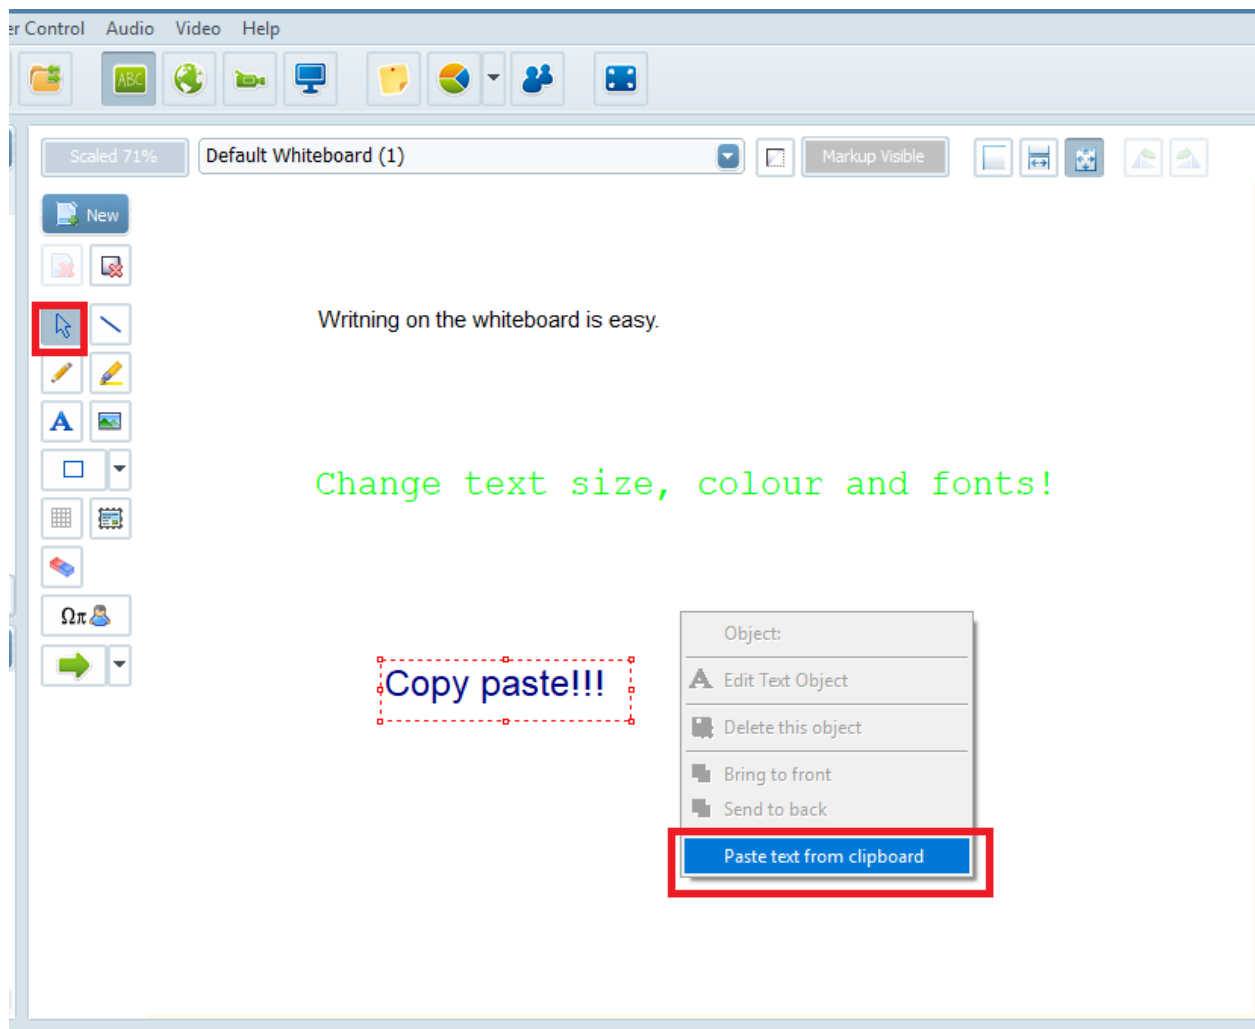 er Control Audio Video Help
ABC
Scaled 71% Default Whiteboard (1) Markup Visible
New
Writning on the whiteboard is easy.
A
Change text size, colour and fonts!
Ωπ
Object:
Copy paste!!!
A Edit Text Object
Delete this object
Bring to front
Send to back
Paste text from clipboard